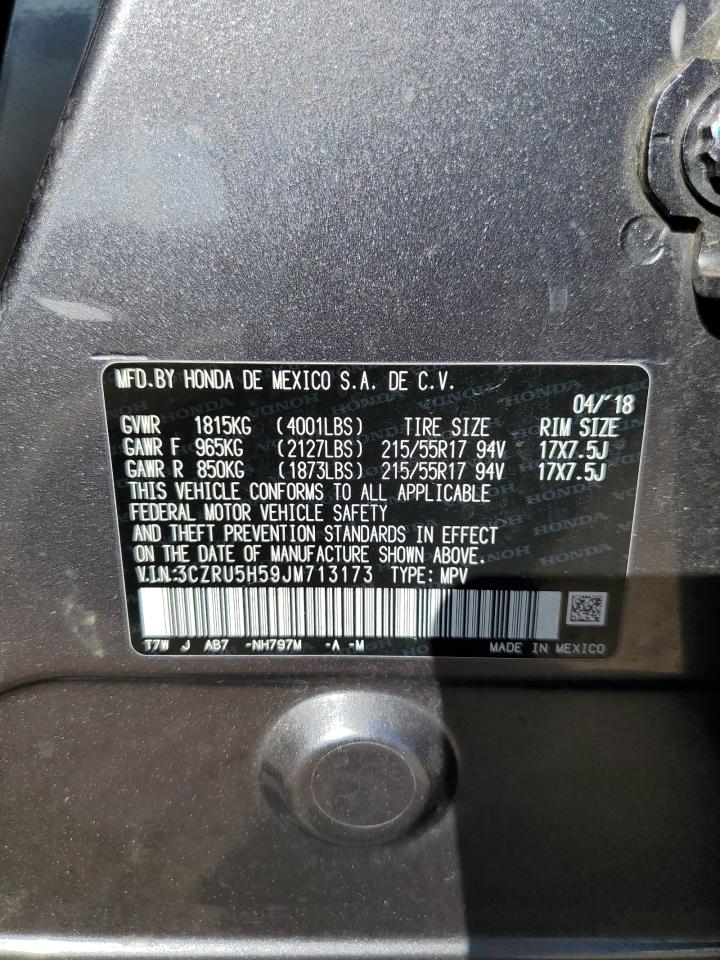 MFD.BY HONDA DE MEXICO S.A. DE C.V.
04/'18
GVWR 1815KG (4001LBS) TIRE SIZE RIM SIZE
GAWR F 965KG (2127LBS) 215/55R17 94V 17X7.5J
GAWR R 850KG (1873LBS) 215/55R17 94V 17X7.5J
THIS VEHICLE CONFORMS TO ALL APPLICABLE
FEDERAL MOTOR VEHICLE SAFETY
AND THEFT PREVENTION STANDARDS IN EFFECT
ON THE DATE OF MANUFACTURE SHOWN ABOVE.
V.I.N:3CZRU5H59JM713173 TYPE: MPV
T7W J AB7 -NH797M -A -M
MADE IN MEXICO